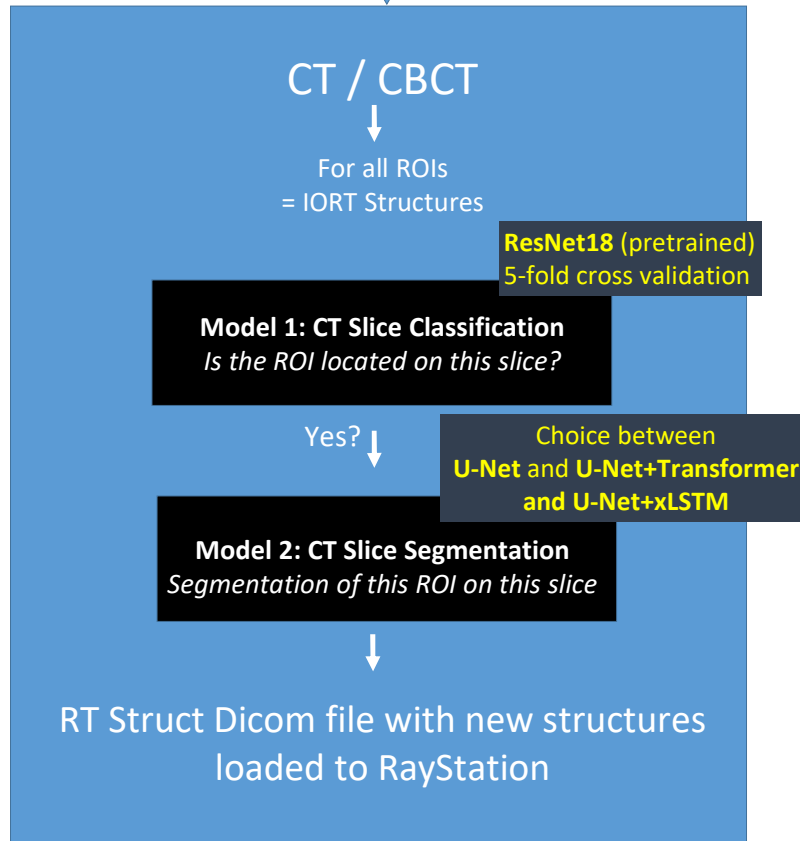 CT / CBCT
For all ROIs
= IORT Structures
ResNet18 (pretrained)
5-fold cross validation
Model 1: CT Slice Classification
Is the ROI located on this slice?
Yes?
Choice between
U-Net and U-Net+Transformer
and U-Net+xLSTM
Model 2: CT Slice Segmentation
Segmentation of this ROI on this slice
RT Struct Dicom file with new structures
loaded to RayStation